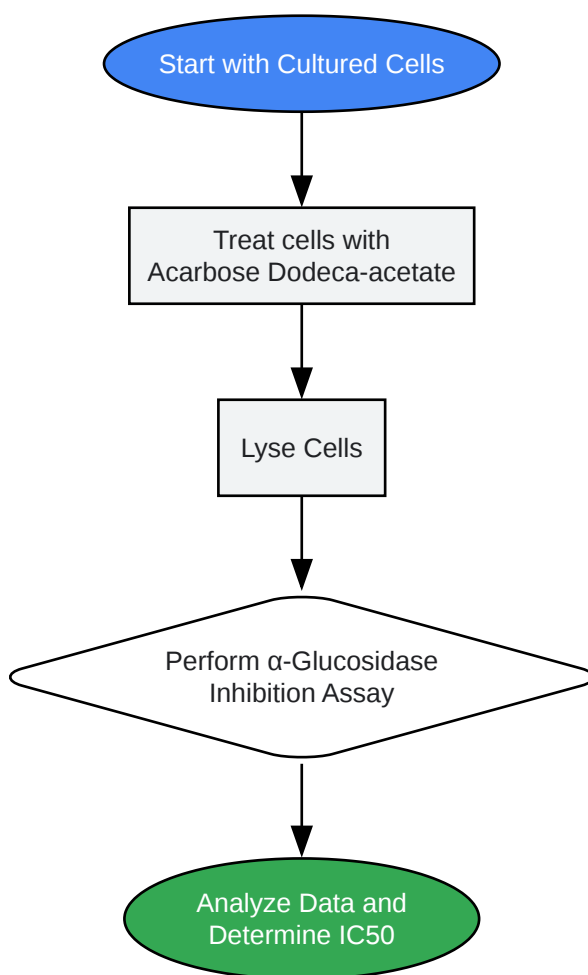 Start with Cultured Cells
Treat cells with
Acarbose Dodeca-acetate
Lyse Cells
Perform α-Glucosidase
Inhibition Assay
Analyze Data and
Determine IC50